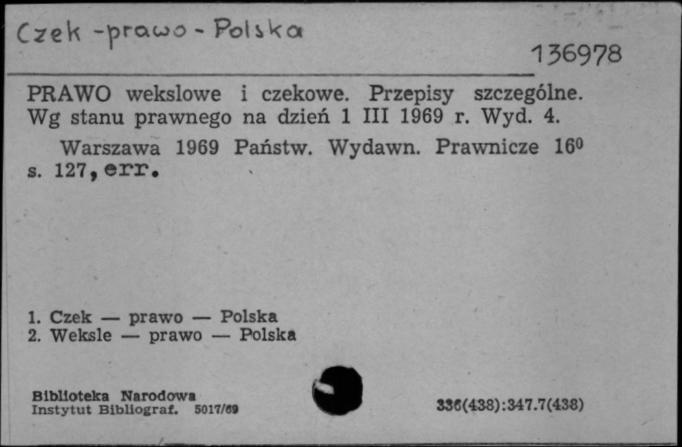 Czek - prawo - Polska
136978
PRAWO wekslowe i czekowe. Przepisy szczególne.
Wg stanu prawnego na dzień 1 III 1969 r. Wyd. 4.
Warszawa 1969 Państw. Wydawn. Prawnicze 16⁰
s. 127, err.
1. Czek — prawo — Polska
2. Weksle — prawo — Polska
Biblioteka Narodowa
Instytut Bibliograf. 5017/69
336(438):347.7(438)